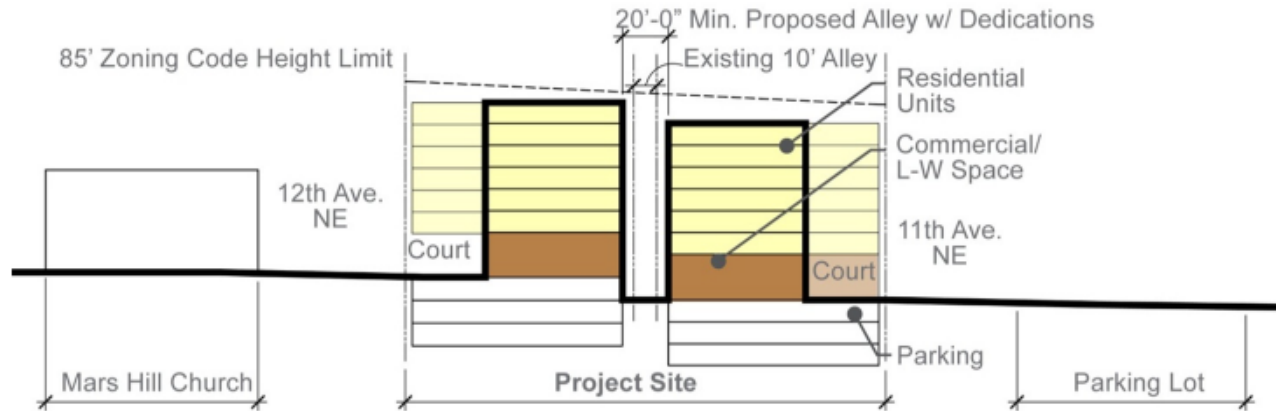 20'-0” Min. Proposed Alley w/ Dedications
85’ Zoning Code Height Limit
Existing 10’ Alley
Residential
Units
Commercial/
L-W Space
12th Ave.
NE
Court
Court
11th Ave.
NE
Parking
Mars Hill Church
Project Site
Parking Lot